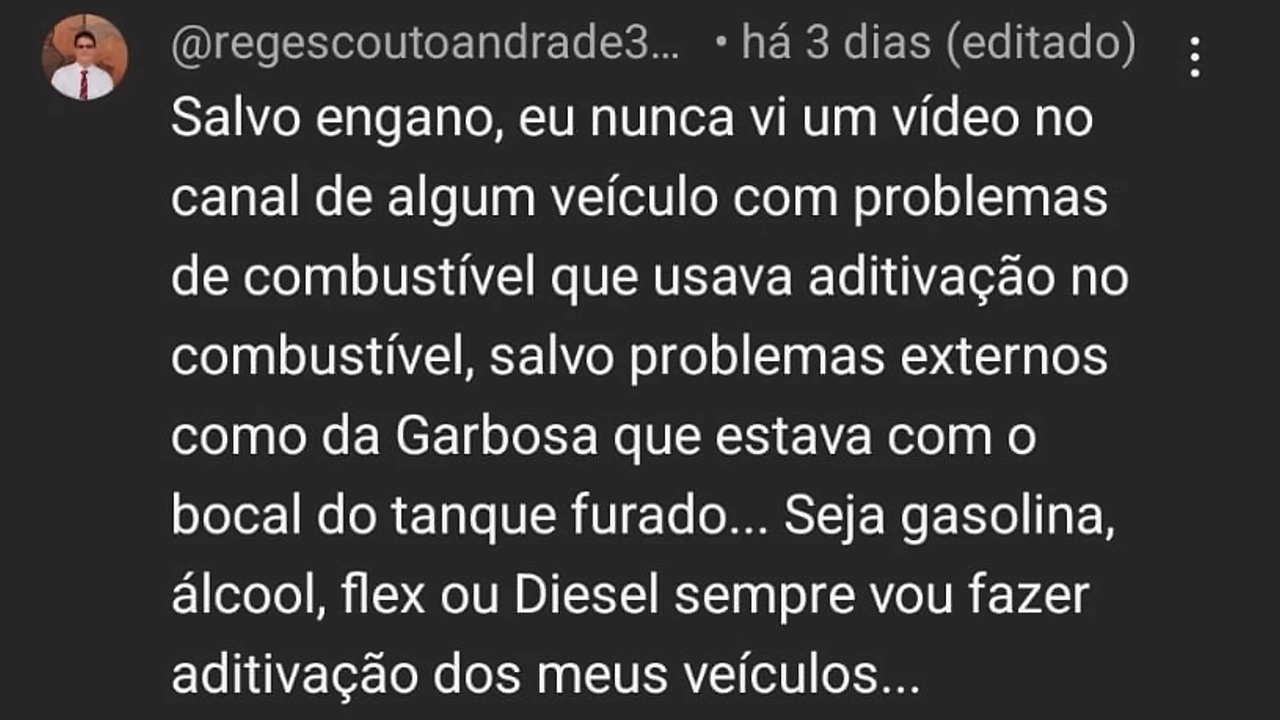 @regescoutoandrade3... • há 3 dias (editado)
Salvo engano, eu nunca vi um vídeo no
canal de algum veículo com problemas
de combustível que usava aditivação no
combustível, salvo problemas externos
como da Garbosa que estava com o
bocal do tanque furado... Seja gasolina,
álcool, flex ou Diesel sempre vou fazer
aditivação dos meus veículos...